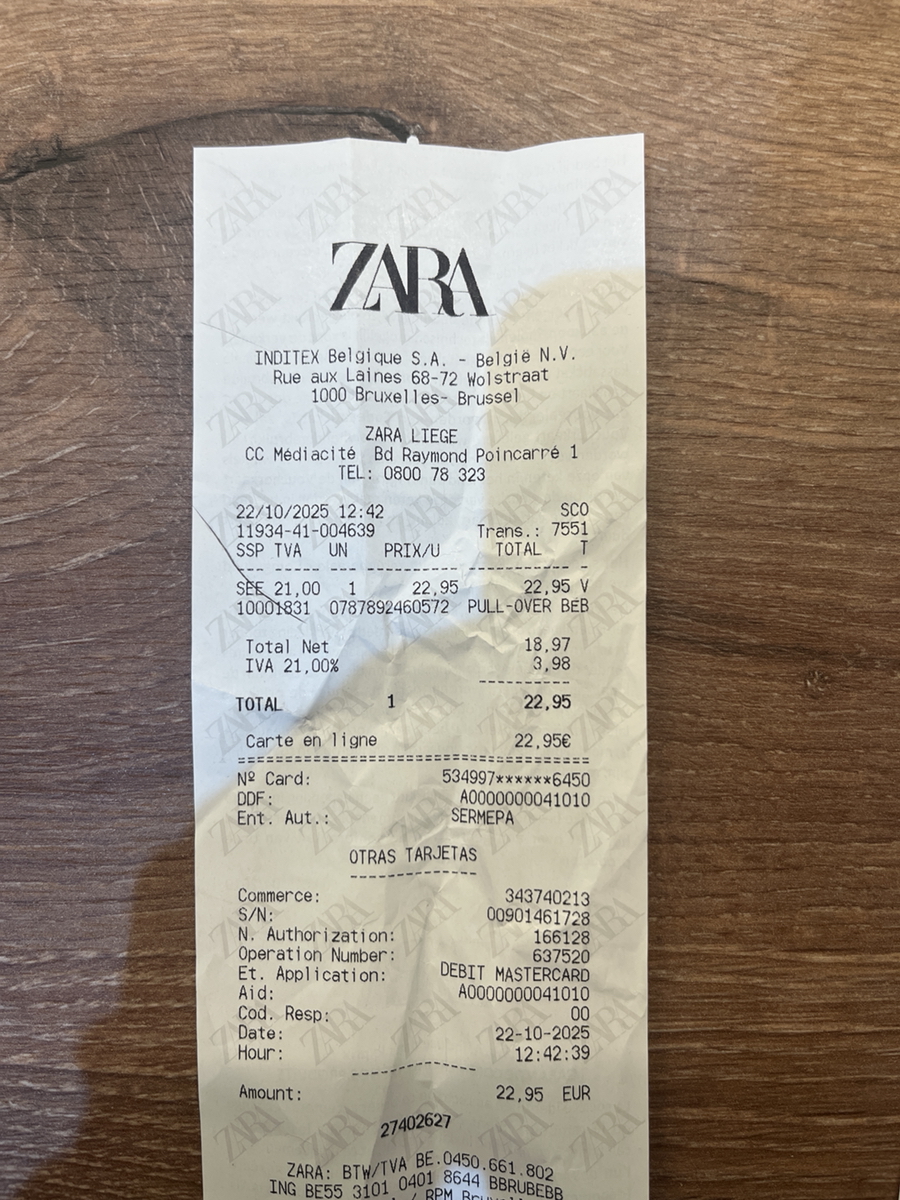 ZARA
INDITEX Belgique S.A. - België N.V.
Rue aux Laines 68-72 Wolstraat
1000 Bruxelles- Brussel
ZARA LIEGE
CC Médiacité Bd Raymond Poincarré 1
TEL: 0800 78 323
22/10/2025 12:42 SCO
11934-41-004639 Trans.: 7551
SSP TVA UN PRIX/U TOTAL T
SEE 21,00 1 22,95 22,95 V
10001831 0787892460572 PULL-OVER BEB
Total Net 18,97
IVA 21,00% 3,98
TOTAL 1 22,95
Carte en ligne 22,95€
Nº Card: 534997******6450
DDF: A0000000041010
Ent. Aut.: SERMEPA
OTRAS TARJETAS
Commerce: 343740213
S/N: 00901461728
N. Authorization: 166128
Operation Number: 637520
Et. Application: DEBIT MASTERCARD
Aid: A0000000041010
Cod. Resp: 00
Date: 22-10-2025
Hour: 12:42:39
Amount: 22,95 EUR
27402627
ZARA: BTW/TVA BE.0450.661.802
ING BE55 3101 0401 8644 BBRUBEBB
/ RPM